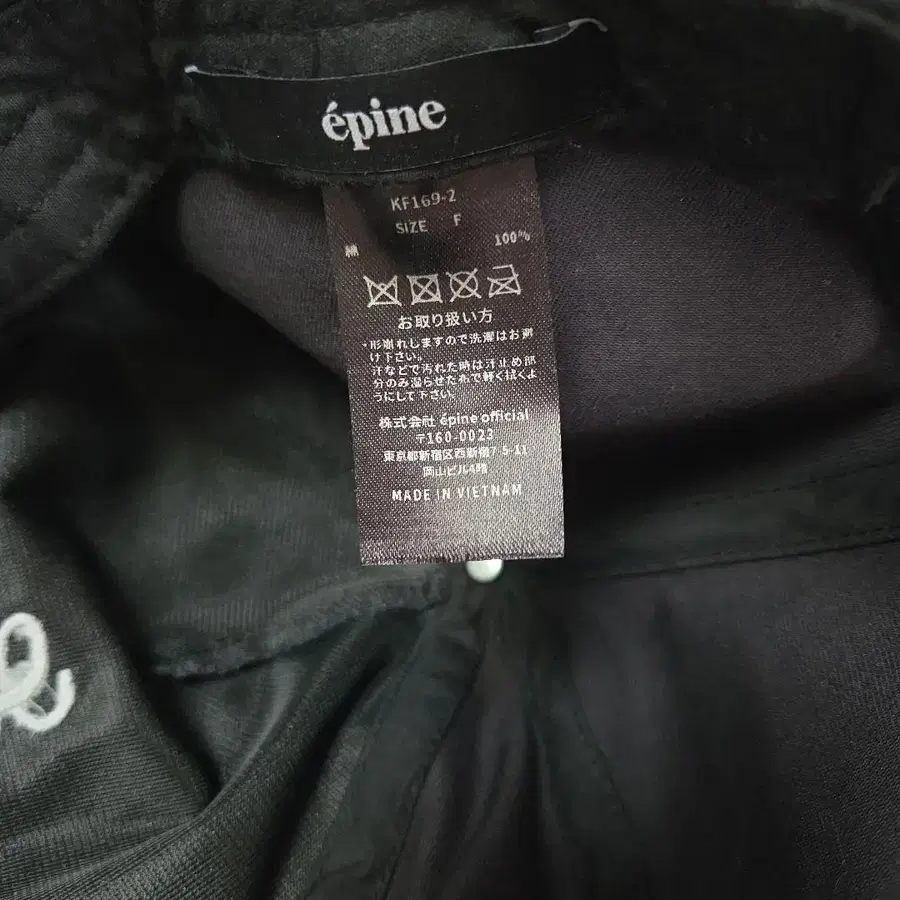 épine
KF169-2
SIZE F
100%
お取り扱い方
・形崩れしますので洗濯はお避
け下さい。
汗などで汚れた時は汗止め部
分のみ湿らせた布で軽く拭くよ
うにして下さい。
株式会社 épine official
〒160-0023
東京都新宿区西新宿7-5-11
岡山ビル4階
MADE IN VIETNAM